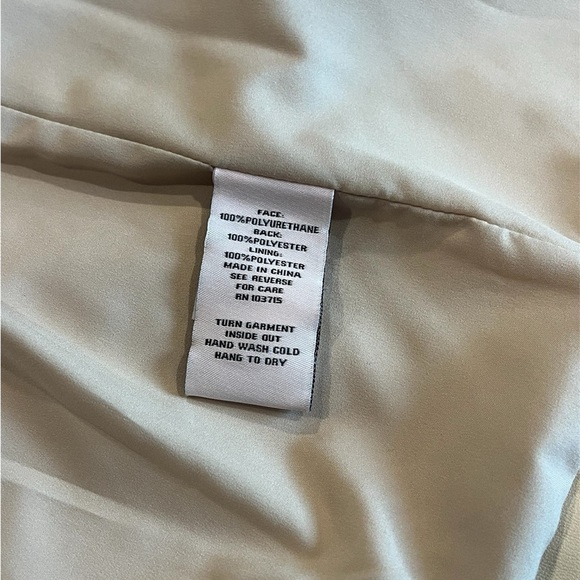 FACE:
100%POLYURETHANE
BACK:
100%POLYESTER
LINING:
100%POLYESTER
MADE IN CHINA
SEE REVERSE
FOR CARE
RN 103715
TURN GARMENT
INSIDE OUT
HAND WASH COLD
HANG TO DRY